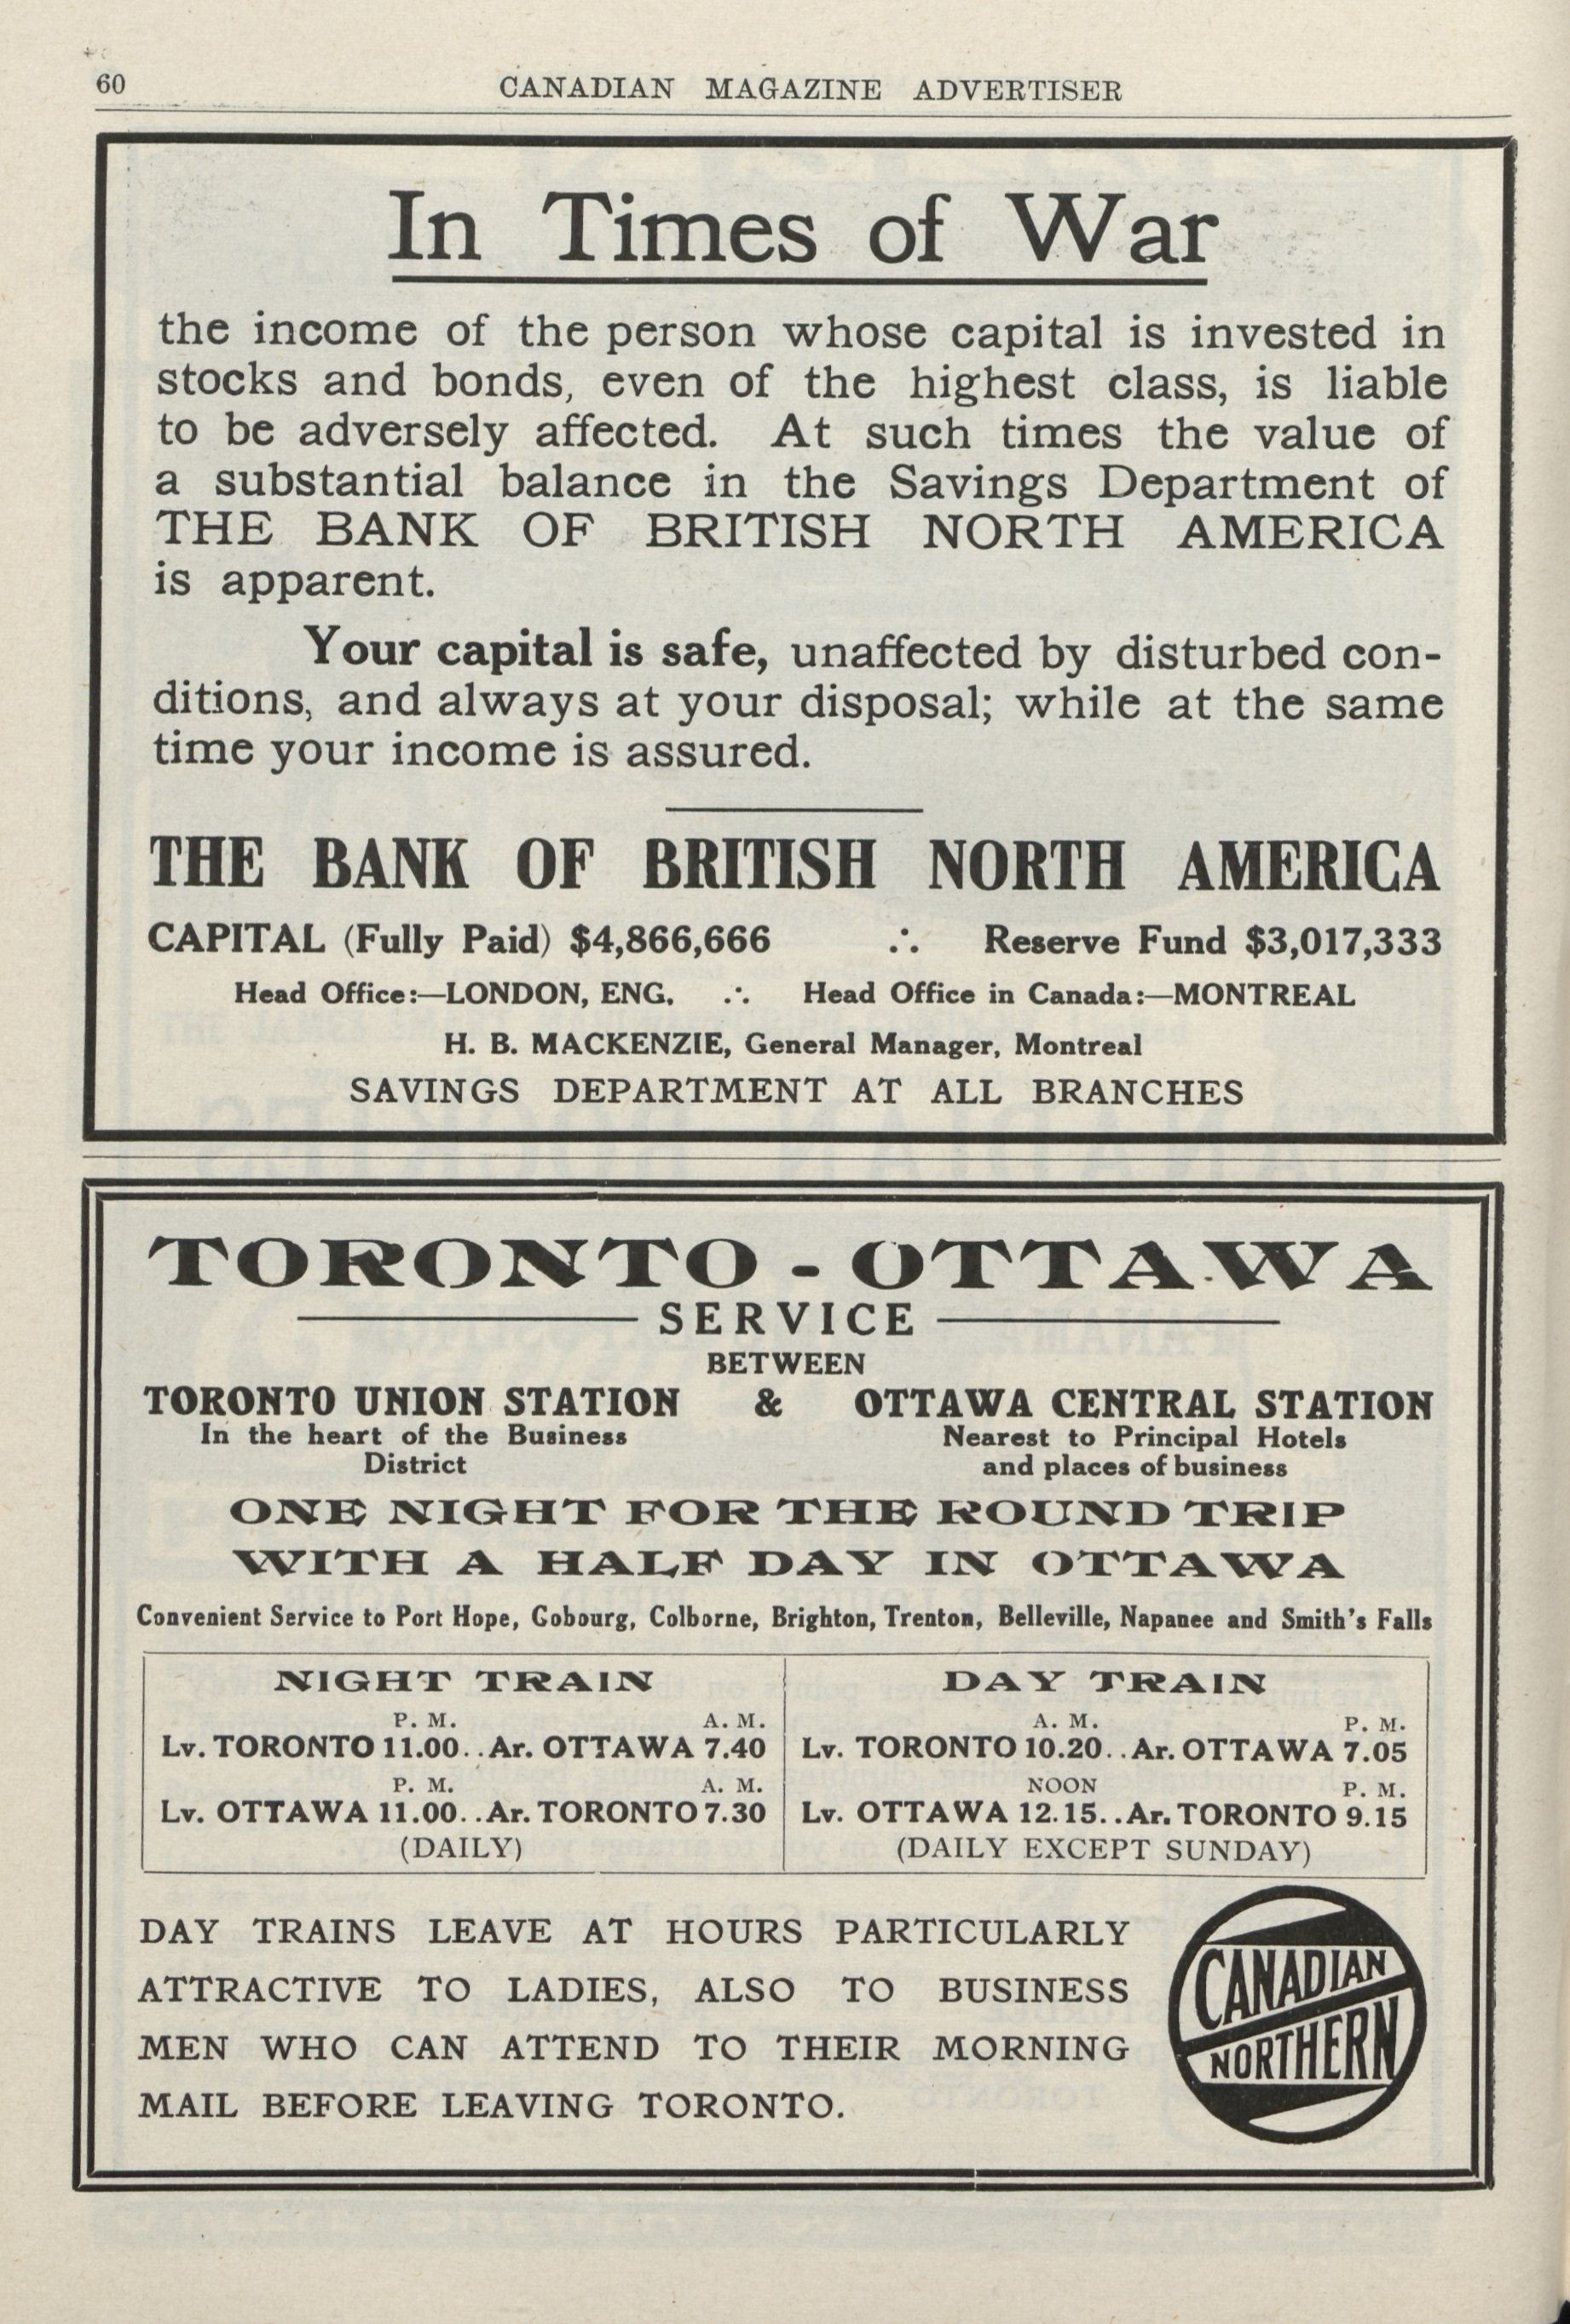 60
CANADIAN MAGAZINE ADVERTISER
In Times of War
the income of the person whose capital is invested in
stocks and bonds, even of the highest class, is liable
to be adversely affected. At such times the value of
a substantial balance in the Savings Department of
THE BANK OF BRITISH NORTH AMERICA
is apparent.
Your capital is safe, unaffected by disturbed con-
ditions, and always at your disposal; while at the same
time your income is assured.
THE BANK OF BRITISH NORTH AMERICA
CAPITAL (Fully Paid) $4,866,666 ∴ Reserve Fund $3,017,333
Head Office:—LONDON, ENG. ∴ Head Office in Canada:—MONTREAL
H. B. MACKENZIE, General Manager, Montreal
SAVINGS DEPARTMENT AT ALL BRANCHES
TORONTO - OTTAWA
SERVICE
BETWEEN
TORONTO UNION STATION & OTTAWA CENTRAL STATION
In the heart of the Business
District
Nearest to Principal Hotels
and places of business
ONE NIGHT FOR THE ROUND TRIP
WITH A HALF DAY IN OTTAWA
Convenient Service to Port Hope, Cobourg, Colborne, Brighton, Trenton, Belleville, Napanee and Smith's Falls
NIGHT TRAIN
P. M. A. M.
Lv. TORONTO 11.00..Ar. OTTAWA 7.40
P. M. A. M.
Lv. OTTAWA 11.00..Ar. TORONTO 7.30
(DAILY)
DAY TRAIN
A. M. P. M.
Lv. TORONTO 10.20..Ar. OTTAWA 7.05
NOON P. M.
Lv. OTTAWA 12.15..Ar. TORONTO 9.15
(DAILY EXCEPT SUNDAY)
DAY TRAINS LEAVE AT HOURS PARTICULARLY
ATTRACTIVE TO LADIES, ALSO TO BUSINESS
MEN WHO CAN ATTEND TO THEIR MORNING
MAIL BEFORE LEAVING TORONTO.
CANADIAN
NORTHERN